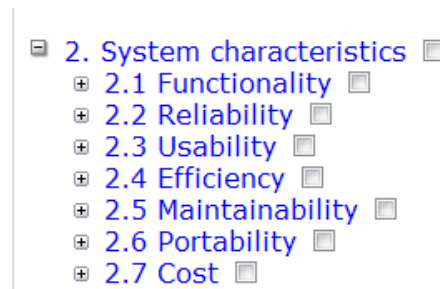 2. System characteristics
2.1 Functionality
2.2 Reliability
2.3 Usability
2.4 Efficiency
2.5 Maintainability
2.6 Portability
2.7 Cost